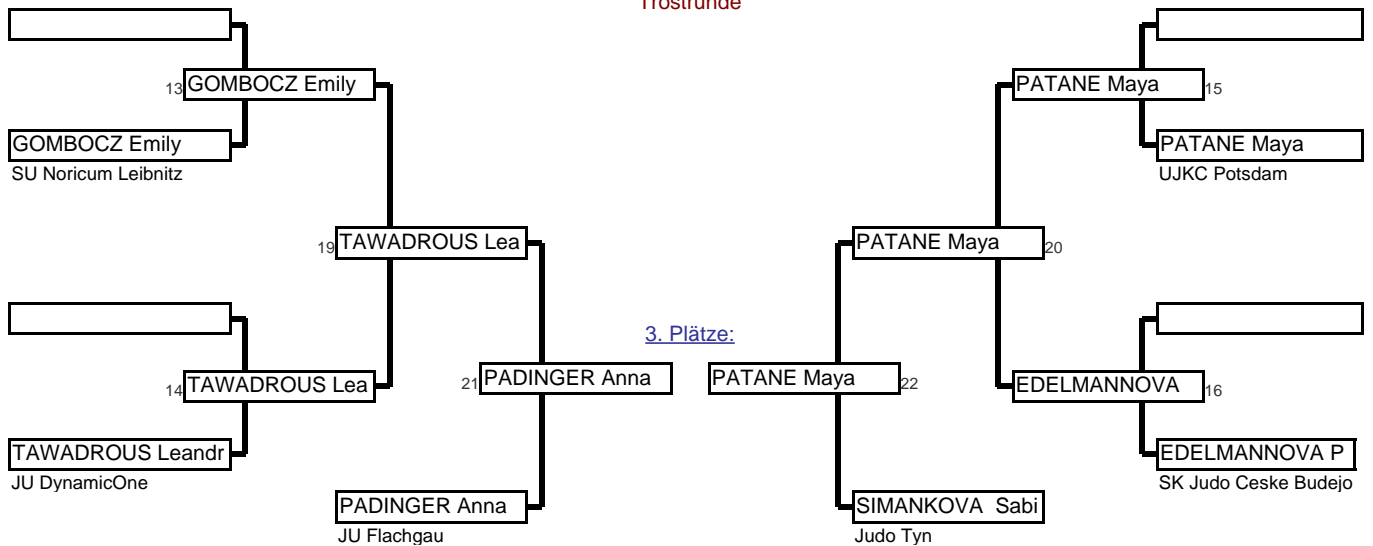 Trostrunde
13 GOMBOCZ Emily
PATANE Maya 15
GOMBOCZ Emily
SU Noricum Leibnitz
PATANE Maya
UJKC Potsdam
19 TAWADROUS Lea
PATANE Maya 20
3. Plätze:
14 TAWADROUS Lea
21 PADINGER Anna
PATANE Maya 22
EDELMANNOVA 16
TAWADROUS Leandr
JU DynamicOne
EDELMANNOVA P
SK Judo Ceske Budejo
PADINGER Anna
JU Flachgau
SIMANKOVA Sabi
Judo Tyn